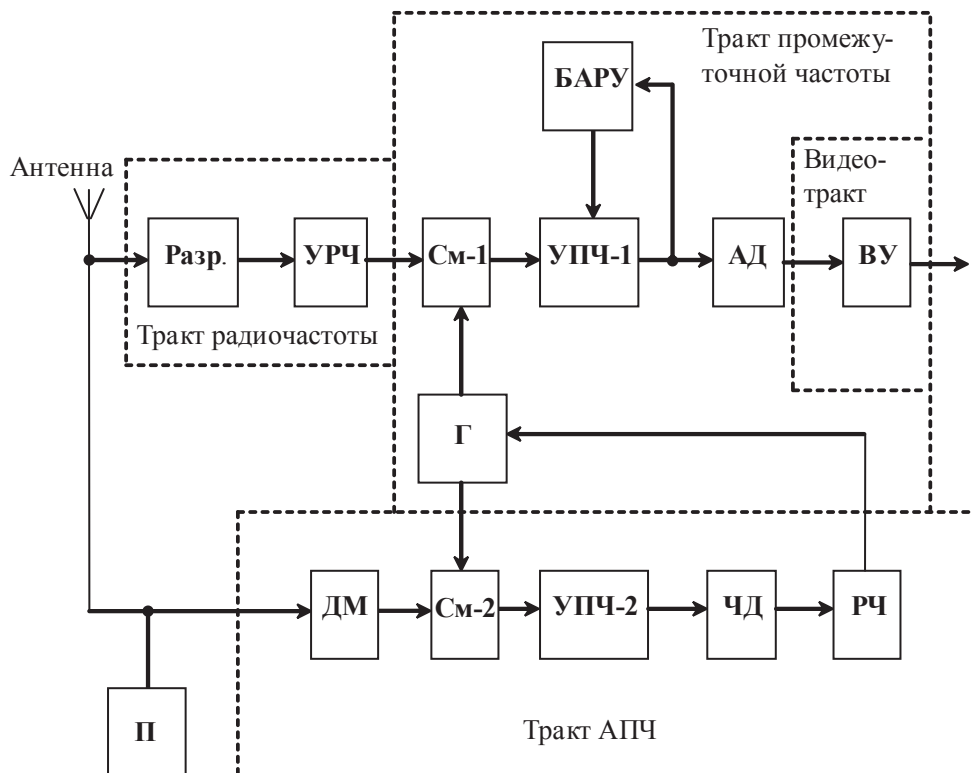 Тракт промежу-
точной частоты
БАРУ
Антенна
Видео-
тракт
Разр.
УРЧ
См-1
УПЧ-1
АД
ВУ
Тракт радиочастоты
Г
ДМ
См-2
УПЧ-2
ЧД
РЧ
П
Тракт АПЧ